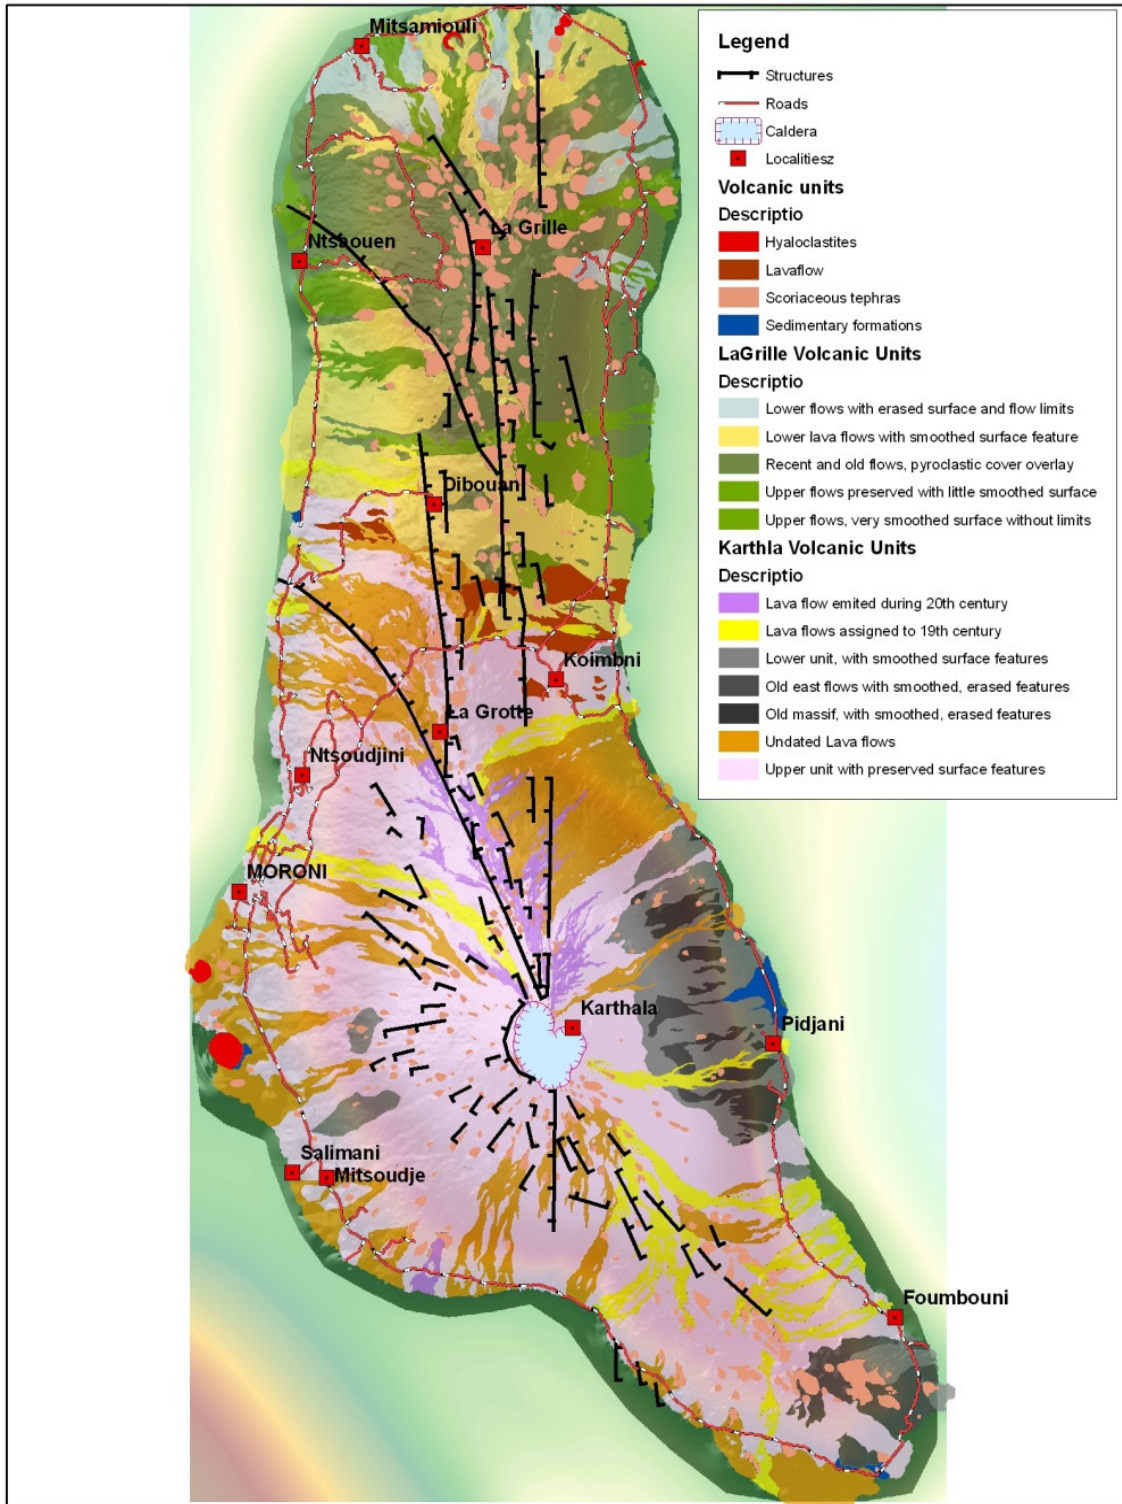 Mitsamiouli
La Grille
Ntsaouen
Dibouan
Koimbni
La Grotte
Ntsoudjini
MORONI
Karthala
Pidjani
Salimani
Mitsoudje
Foumbouni
Legend
Structures
Roads
Caldera
Localitiesz
Volcanic units
Descriptio
Hyaloclastites
Lavaflow
Scoriaceous tephras
Sedimentary formations
LaGrille Volcanic Units
Descriptio
Lower flows with erased surface and flow limits
Lower lava flows with smoothed surface feature
Recent and old flows, pyroclastic cover overlay
Upper flows preserved with little smoothed surface
Upper flows, very smoothed surface without limits
Karthla Volcanic Units
Descriptio
Lava flow emited during 20th century
Lava flows assigned to 19th century
Lower unit, with smoothed surface features
Old east flows with smoothed, erased features
Old massif, with smoothed, erased features
Undated Lava flows
Upper unit with preserved surface features